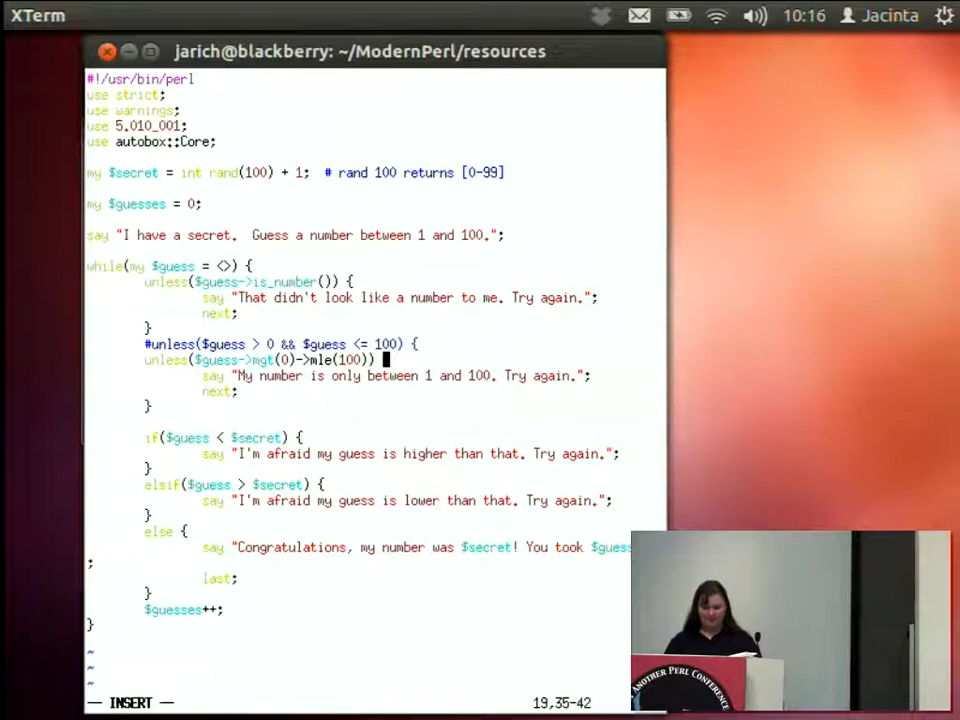 XTerm
10:16 Jacinta
jarich@blackberry: ~/ModernPerl/resources
#!/usr/bin/perl
use strict;
use warnings;
use 5.010_001;
use autobox::Core;
my $secret = int rand(100) + 1;  # rand 100 returns [0-99]
my $guesses = 0;
say "I have a secret.  Guess a number between 1 and 100.";
while(my $guess = <>) {
unless($guess->is_number()) {
say "That didn't look like a number to me. Try again.";
next;
}
#unless($guess > 0 && $guess <= 100) {
unless($guess->mgt(0)->mle(100))
say "My number is only between 1 and 100. Try again.";
next;
}
if($guess < $secret) {
say "I'm afraid my guess is higher than that. Try again.";
}
elsif($guess > $secret) {
say "I'm afraid my guess is lower than that. Try again.";
}
else {
say "Congratulations, my number was $secret! You took $guess
;
last;
}
$guesses++;
}
~
~
~
-- INSERT --
19,35-42
ANOTHER PERL CONFERENCE